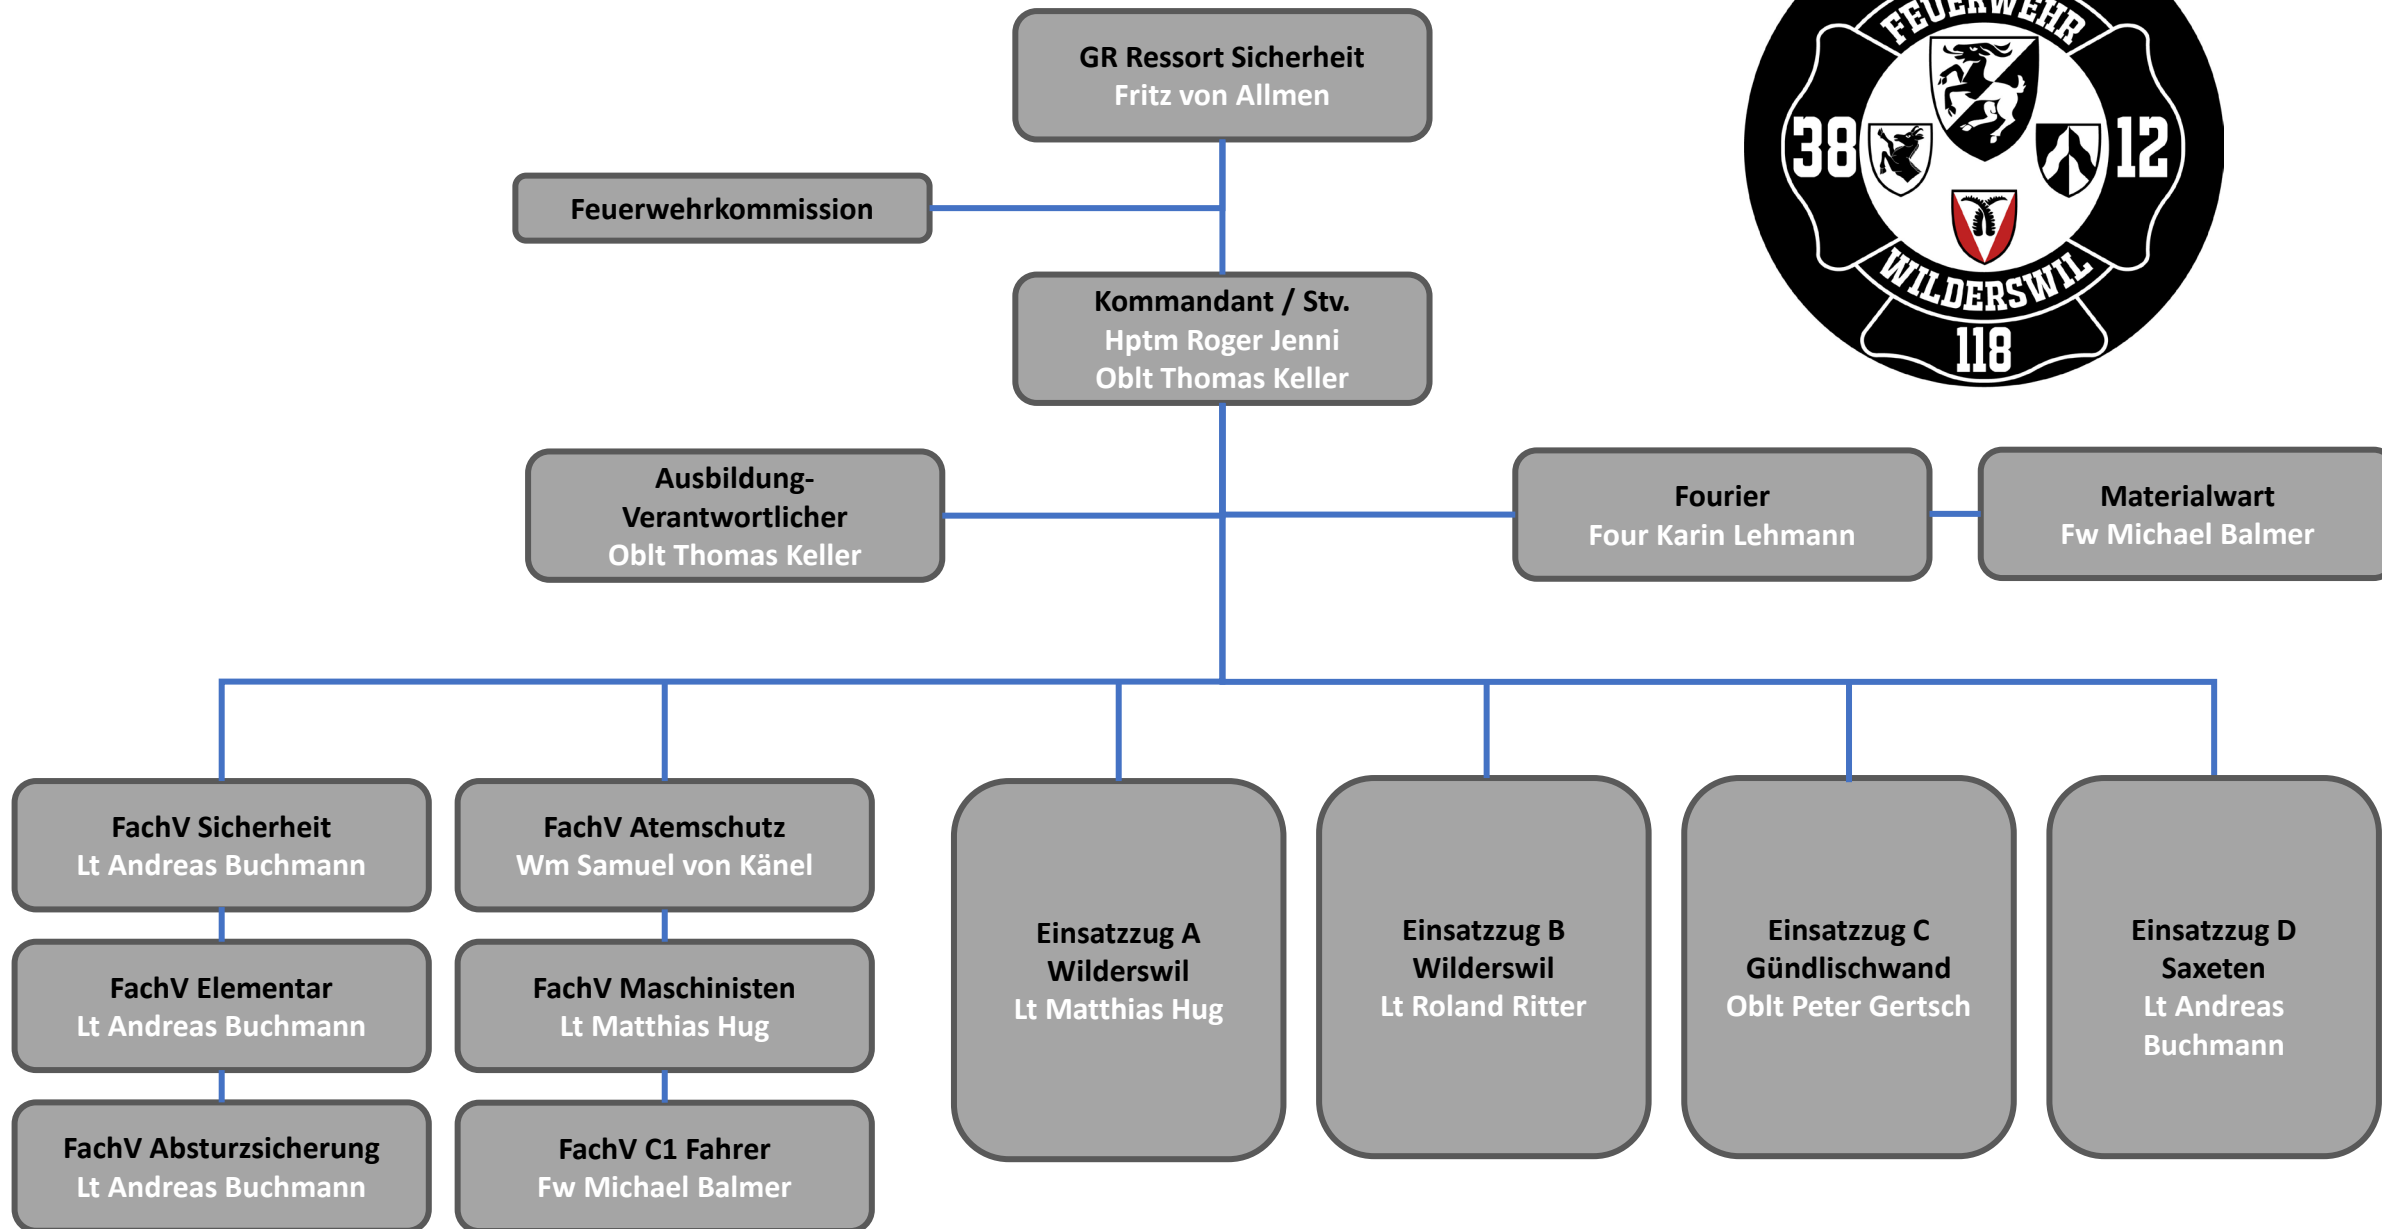 GR Ressort Sicherheit
Fritz von Allmen
FEUERWEHR
38
12
WILDERSWIL
118
Feuerwehrkommission
Kommandant / Stv.
Hptm Roger Jenni
Oblt Thomas Keller
Ausbildung-
Verantwortlicher
Oblt Thomas Keller
Fourier
Four Karin Lehmann
Materialwart
Fw Michael Balmer
FachV Sicherheit
Lt Andreas Buchmann
FachV Elementar
Lt Andreas Buchmann
FachV Absturzsicherung
Lt Andreas Buchmann
FachV Atemschutz
Wm Samuel von Känel
FachV Maschinisten
Lt Matthias Hug
FachV C1 Fahrer
Fw Michael Balmer
Einsatzzug A
Wilderswil
Lt Matthias Hug
Einsatzzug B
Wilderswil
Lt Roland Ritter
Einsatzzug C
Gündlischwand
Oblt Peter Gertsch
Einsatzzug D
Saxeten
Lt Andreas
Buchmann